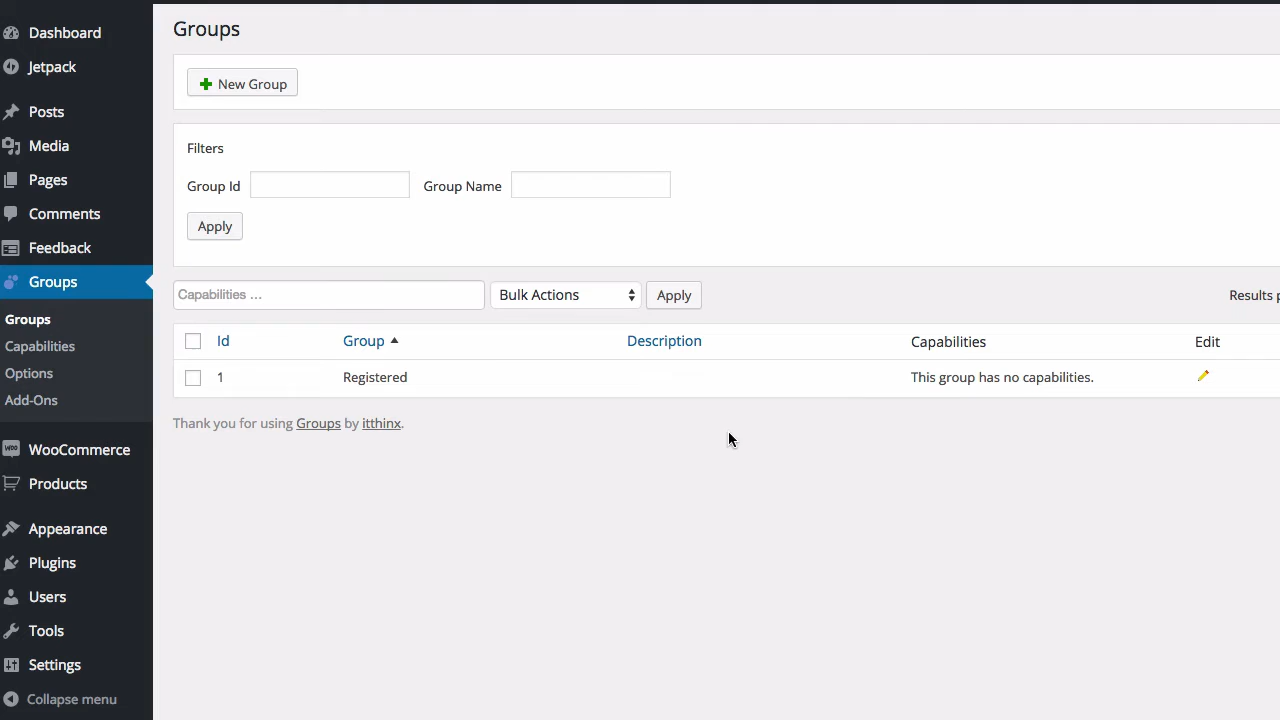 Dashboard
Jetpack
Posts
Media
Pages
Comments
Feedback
Groups
Groups
Capabilities
Options
Add-Ons
WooCommerce
Products
Appearance
Plugins
Users
Tools
Settings
Collapse menu
Groups
New Group
Filters
Group Id Group Name
Apply
Capabilities ... Bulk Actions Apply Results
Id Group Description Capabilities Edit
1 Registered This group has no capabilities.
Thank you for using Groups by itthinx.